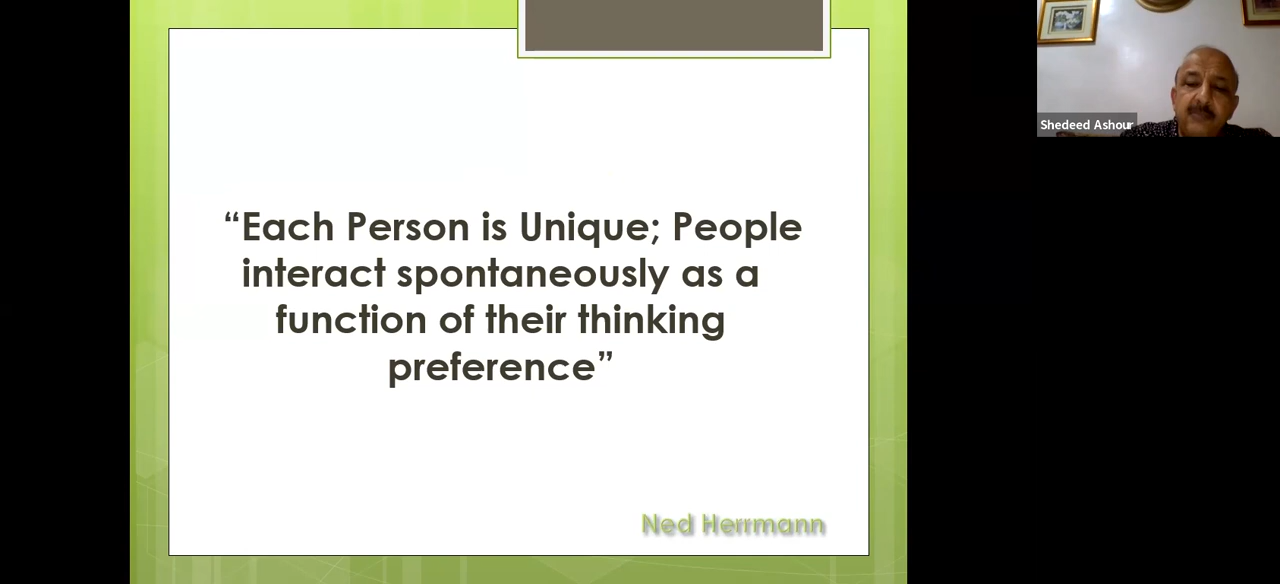 “Each Person is Unique; People
interact spontaneously as a
function of their thinking
preference”
Ned Herrmann
Shedeed Ashour